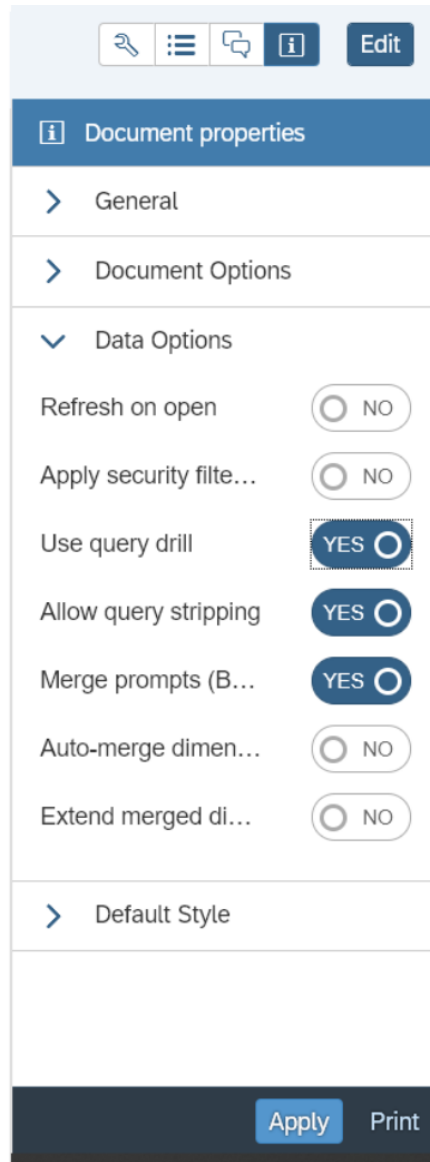 Edit
Document properties
General
Document Options
Data Options
Refresh on open NO
Apply security filte... NO
Use query drill YES
Allow query stripping YES
Merge prompts (B... YES
Auto-merge dimen... NO
Extend merged di... NO
Default Style
Apply Print